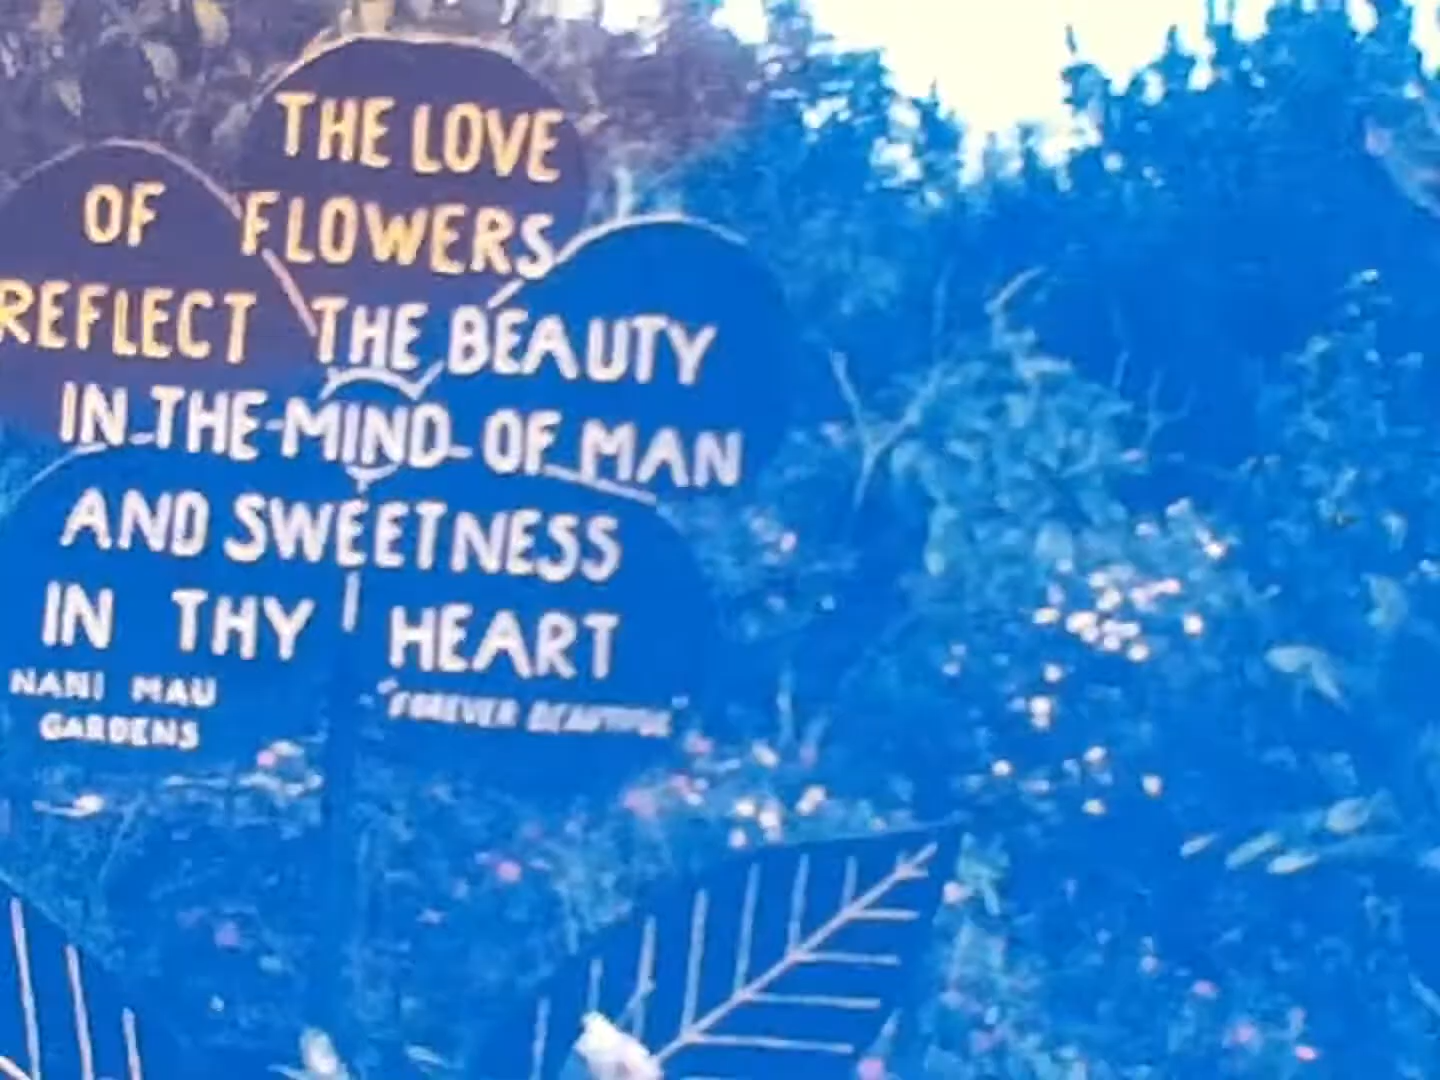 THE LOVE
OF FLOWERS
REFLECT THE BEAUTY
IN THE MIND OF MAN
AND SWEETNESS
IN THY HEART
NANI MAU
GARDENS
"FOREVER BEAUTIFUL"